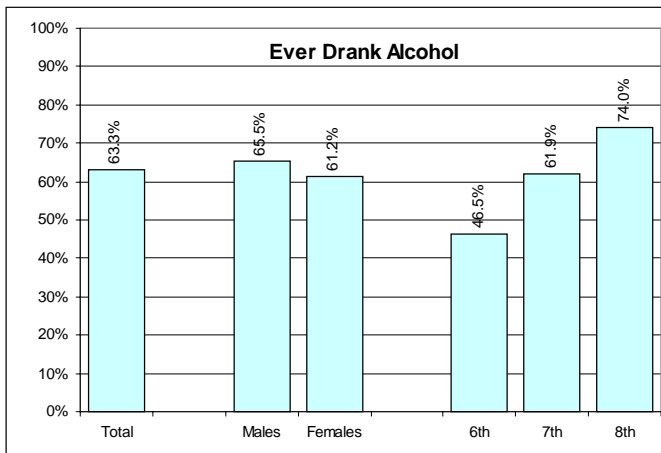 Ever Drank Alcohol
100%
90%
80%
70%
60%
50%
40%
30%
20%
10%
0%
63.3%
65.5%
61.2%
46.5%
61.9%
74.0%
Total
Males
Females
6th
7th
8th